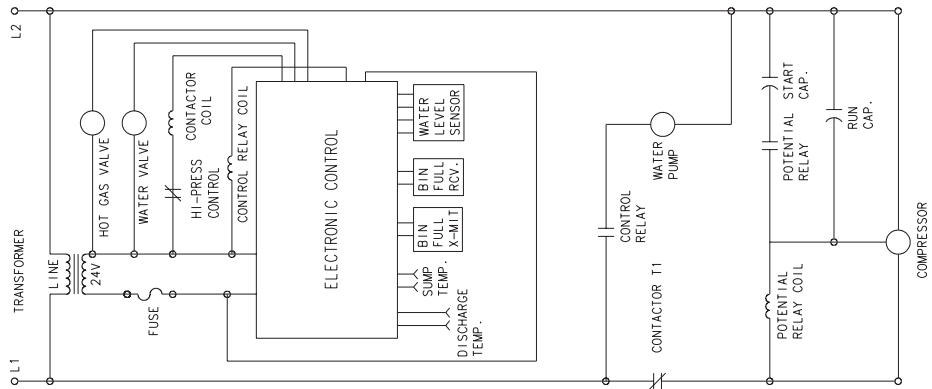 L2
L1
TRANSFORMER
LINE
24V
FUSE
HOT GAS VALVE
WATER VALVE
CONTACTOR
COIL
HI-PRESS
CONTROL
CONTROL RELAY COIL
ELECTRONIC CONTROL
WATER
LEVEL
SENSOR
BIN
FULL
RCV.
BIN
FULL
X-MIT
SUMP
TEMP.
DISCHARGE
TEMP.
CONTROL
RELAY
WATER
PUMP
CONTACTOR T1
START
CAP.
POTENTIAL
RELAY
RUN
CAP.
POTENTIAL
RELAY COIL
COMPRESSOR